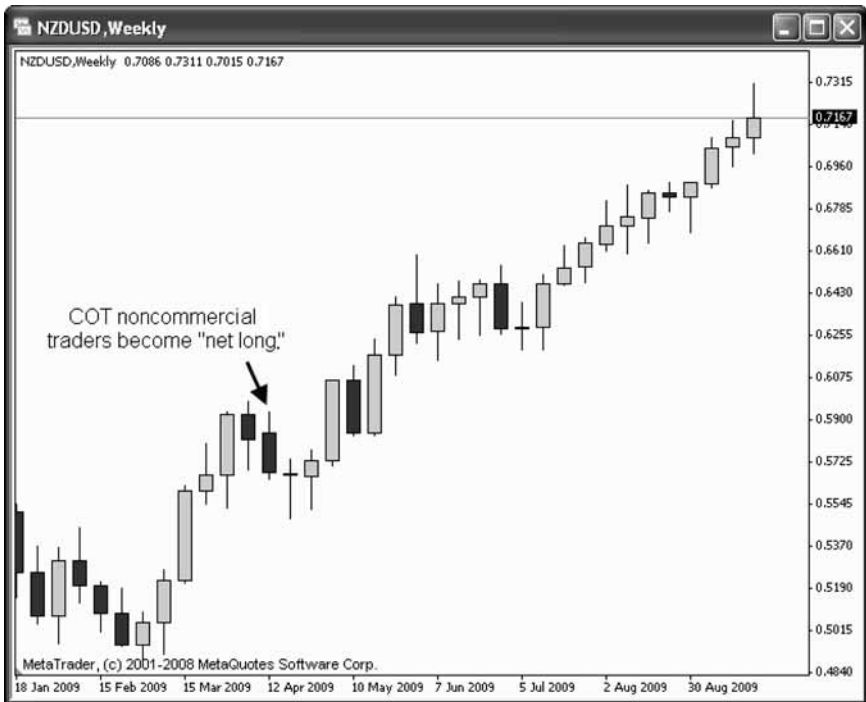 NZDUSD,Weekly
NZDUSD,Weekly 0.7086 0.7311 0.7015 0.7167
0.7315
0.7167
0.7140
0.6960
0.6785
0.6610
COT noncommercial
traders become "net long."
0.6430
0.6255
0.6075
0.5900
0.5725
0.5545
0.5370
0.5190
0.5015
0.4840
MetaTrader, (c) 2001-2008 MetaQuotes Software Corp.
18 Jan 2009 15 Feb 2009 15 Mar 2009 12 Apr 2009 10 May 2009 7 Jun 2009 5 Jul 2009 2 Aug 2009 30 Aug 2009